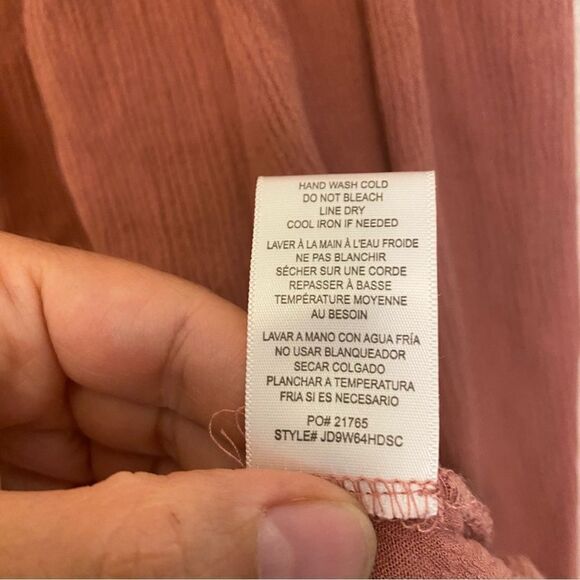 HAND WASH COLD
DO NOT BLEACH
LINE DRY
COOL IRON IF NEEDED
LAVER À LA MAIN À L'EAU FROIDE
NE PAS BLANCHIR
SÉCHER SUR UNE CORDE
REPASSER À BASSE
TEMPÉRATURE MOYENNE
AU BESOIN
LAVAR A MANO CON AGUA FRÍA
NO USAR BLANQUEADOR
SECAR COLGADO
PLANCHAR A TEMPERATURA
FRIA SI ES NECESARIO
PO# 21765
STYLE# JD9W64HDSC